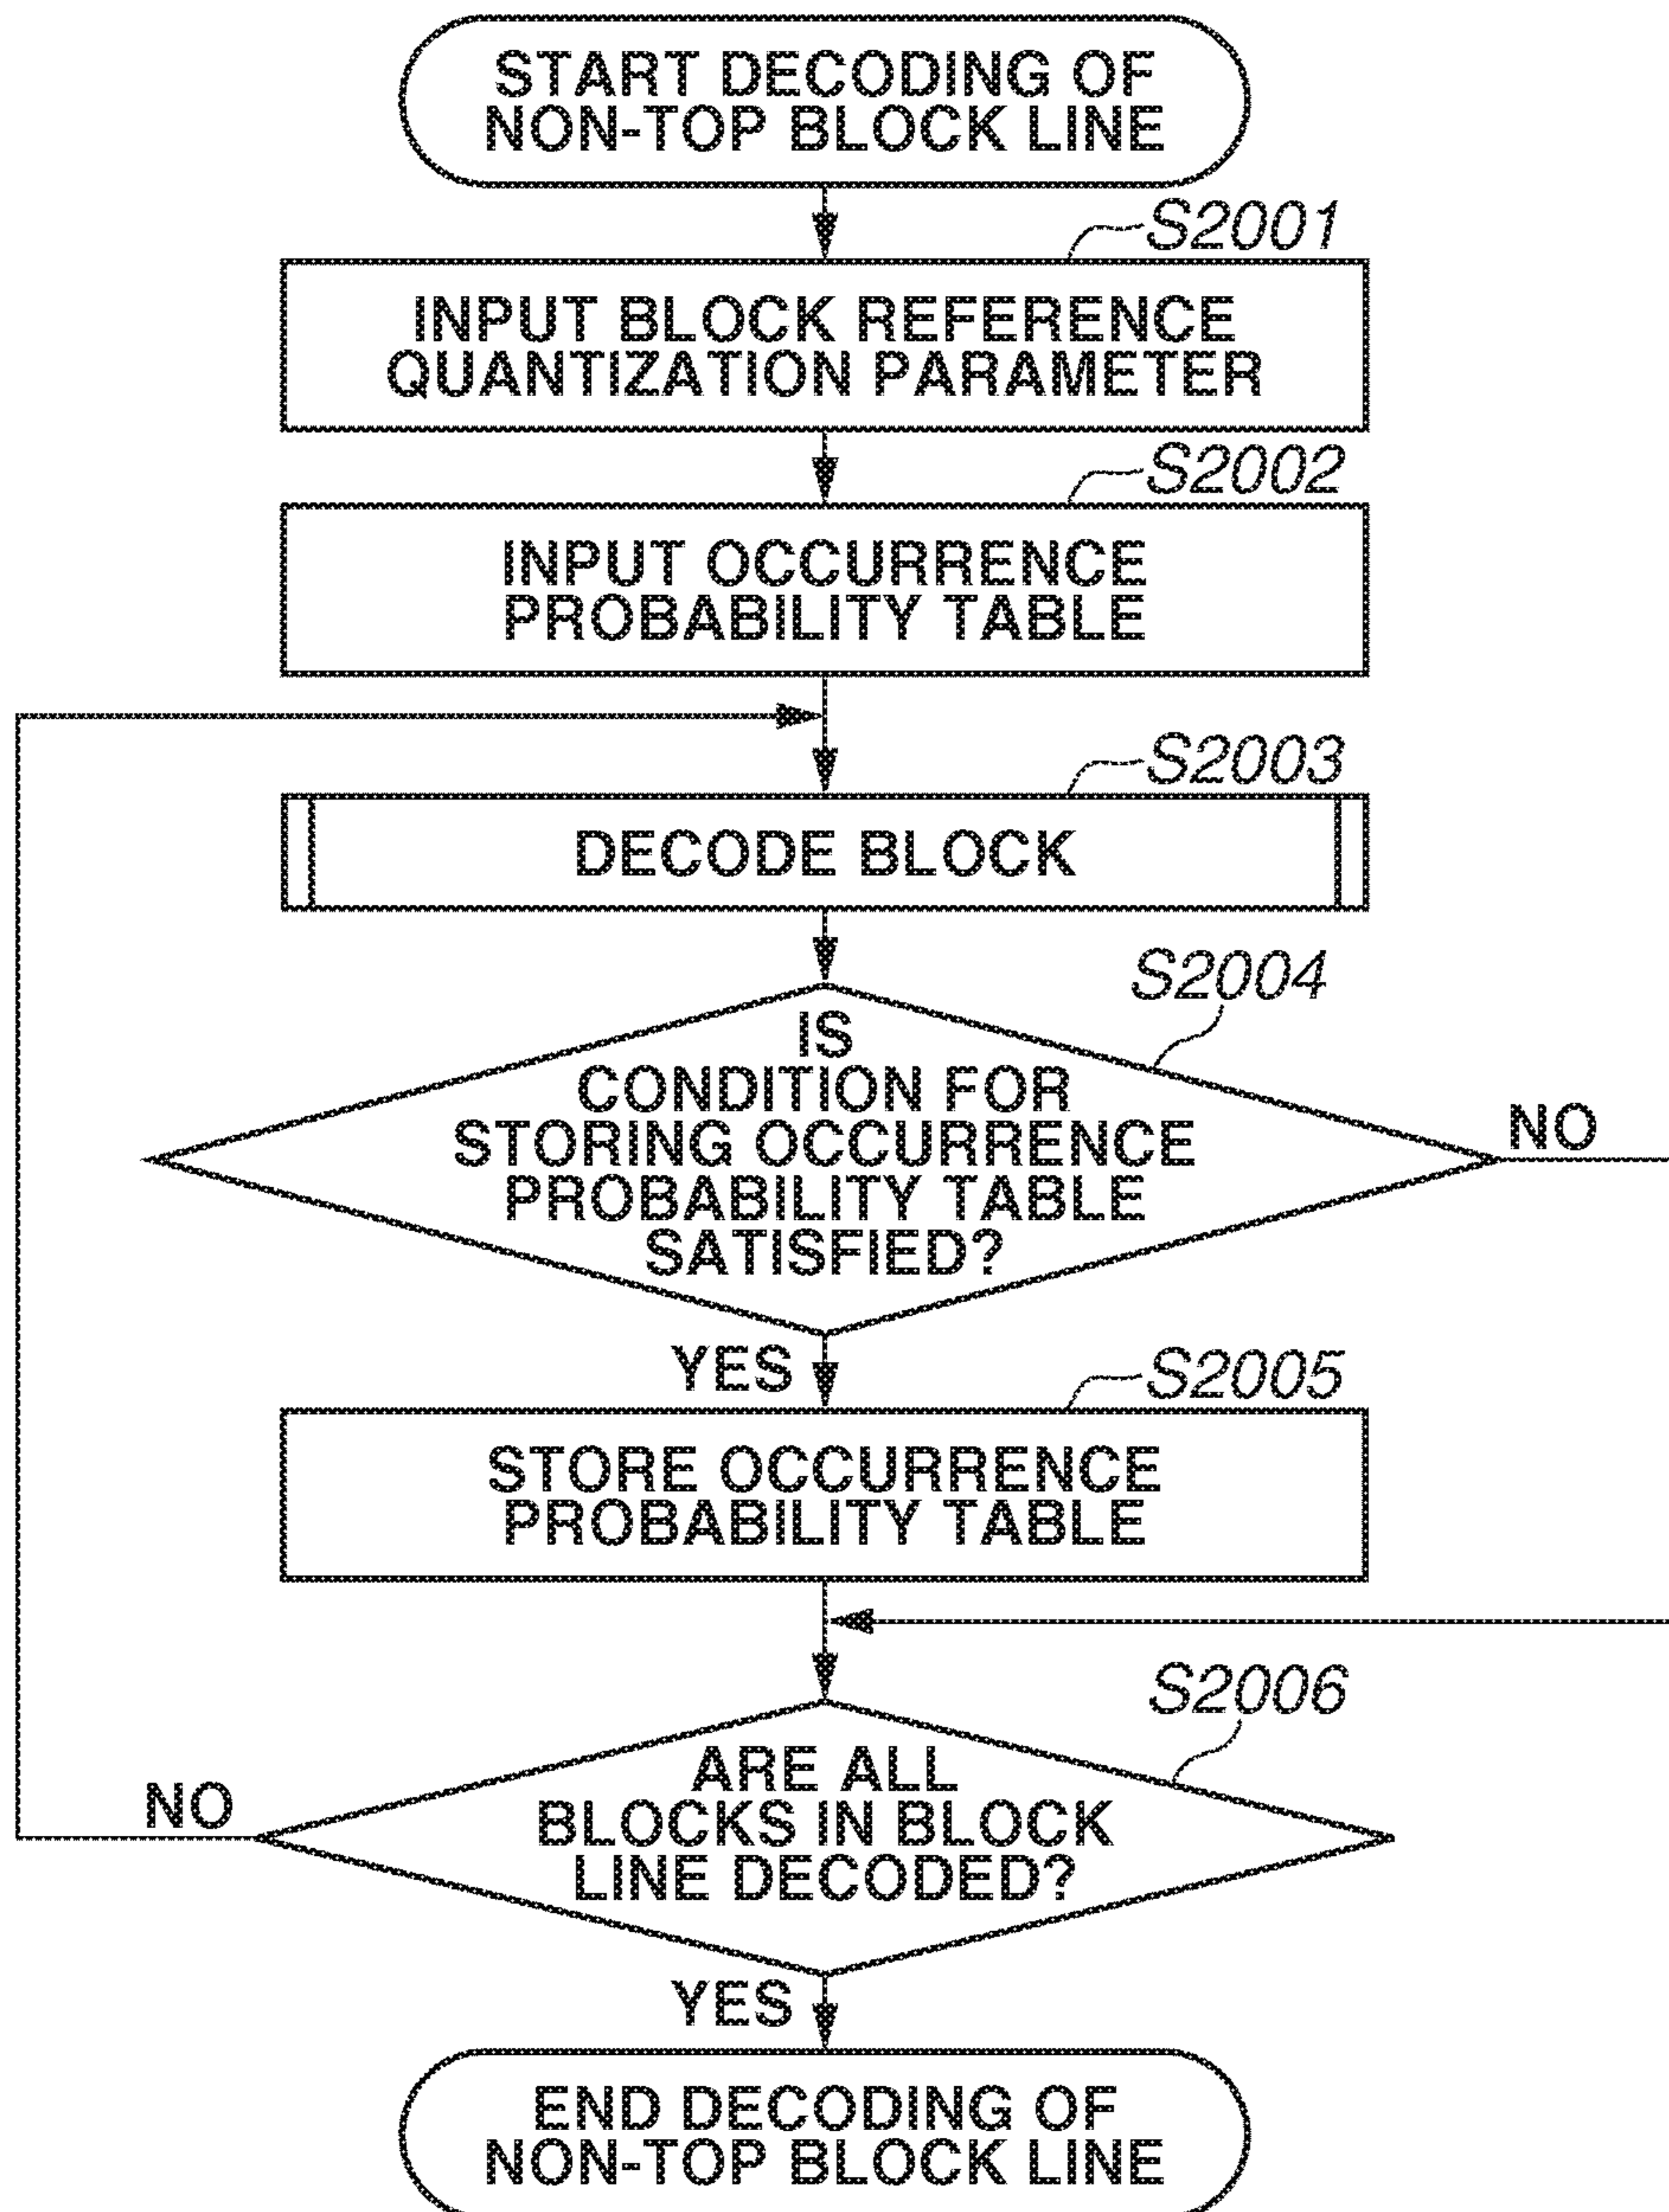 START DECODING OF
NON-TOP BLOCK LINE
S2001
INPUT BLOCK REFERENCE
QUANTIZATION PARAMETER
S2002
INPUT OCCURRENCE
PROBABILITY TABLE
S2003
DECODE BLOCK
S2004
IS
CONDITION FOR
STORING OCCURRENCE
PROBABILITY TABLE
SATISFIED?
NO
YES
S2005
STORE OCCURRENCE
PROBABILITY TABLE
S2006
ARE ALL
BLOCKS IN BLOCK
LINE DECODED?
NO
YES
END DECODING OF
NON-TOP BLOCK LINE